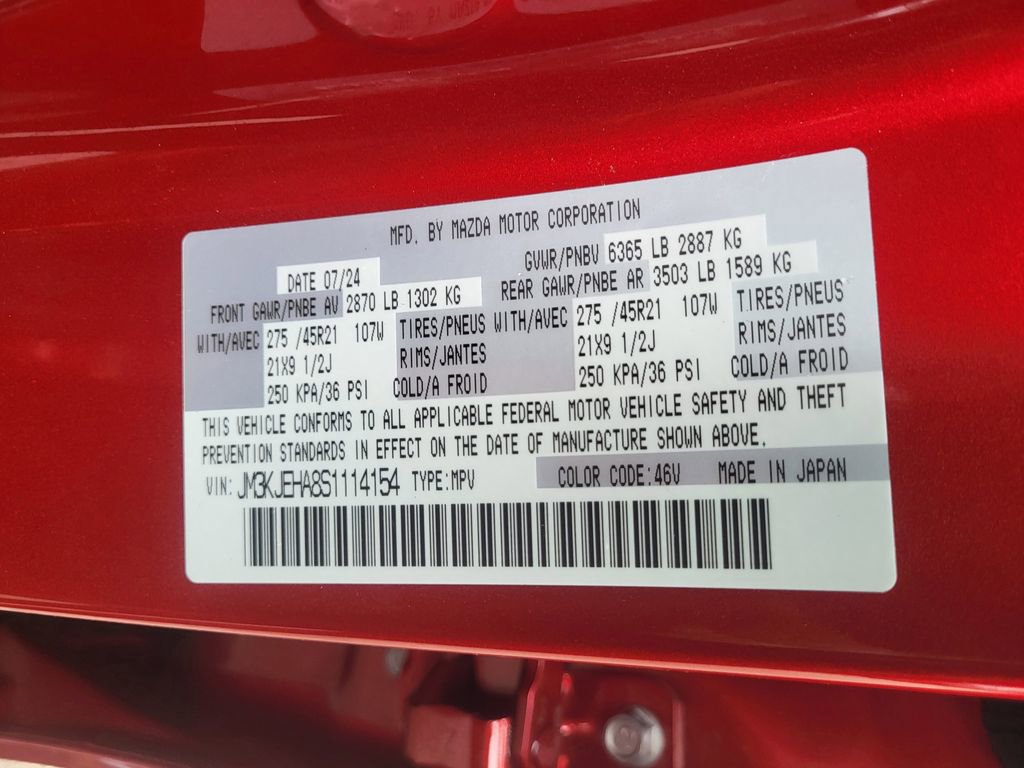 MFD. BY MAZDA MOTOR CORPORATION
DATE 07/24 GVWR/PNBV 6365 LB 2887 KG
FRONT GAWR/PNBE AV 2870 LB 1302 KG REAR GAWR/PNBE AR 3503 LB 1589 KG
WITH/AVEC 275 /45R21 107W TIRES/PNEUS WITH/AVEC 275 /45R21 107W TIRES/PNEUS
21X9 1/2J RIMS/JANTES 21X9 1/2J RIMS/JANTES
250 KPA/36 PSI COLD/A FROID 250 KPA/36 PSI COLD/A FROID
THIS VEHICLE CONFORMS TO ALL APPLICABLE FEDERAL MOTOR VEHICLE SAFETY AND THEFT
PREVENTION STANDARDS IN EFFECT ON THE DATE OF MANUFACTURE SHOWN ABOVE.
VIN: JM3KJEHA8S1114154 TYPE:MPV COLOR CODE:46V MADE IN JAPAN